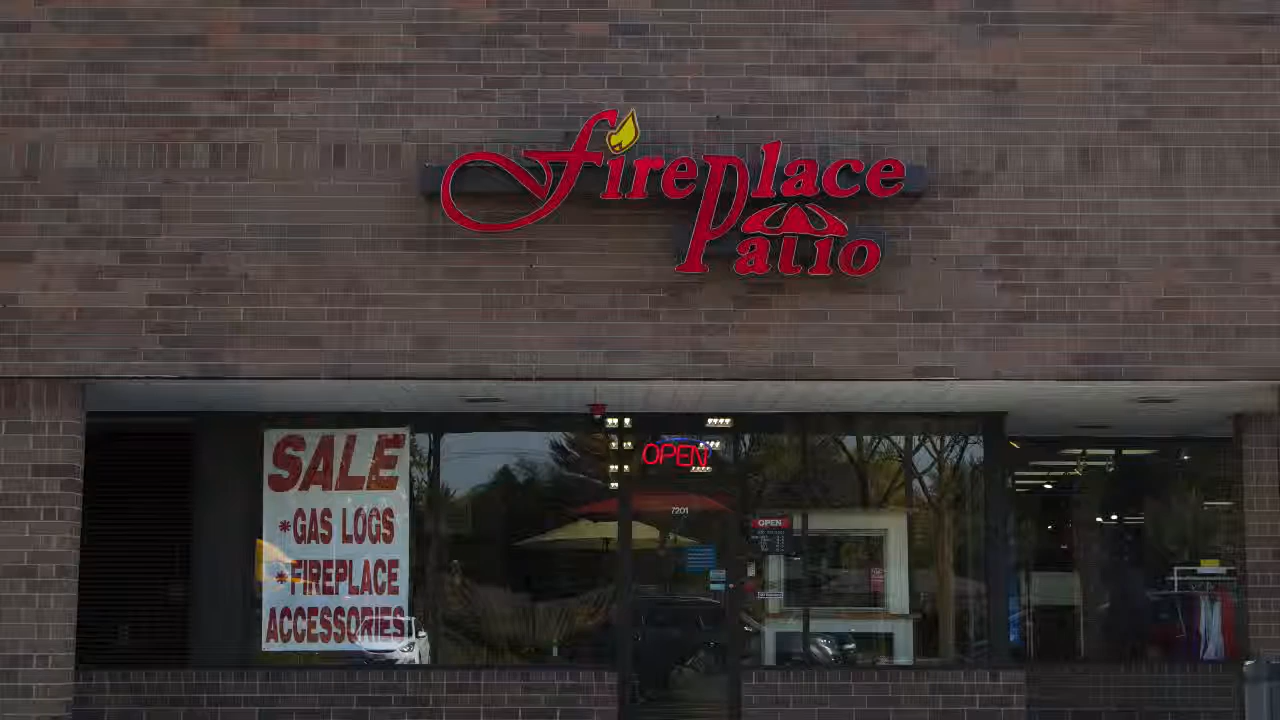 Fireplace
Patio
SALE
*GAS LOGS
*FIREPLACE
ACCESSORIES
OPEN
7201
OPEN